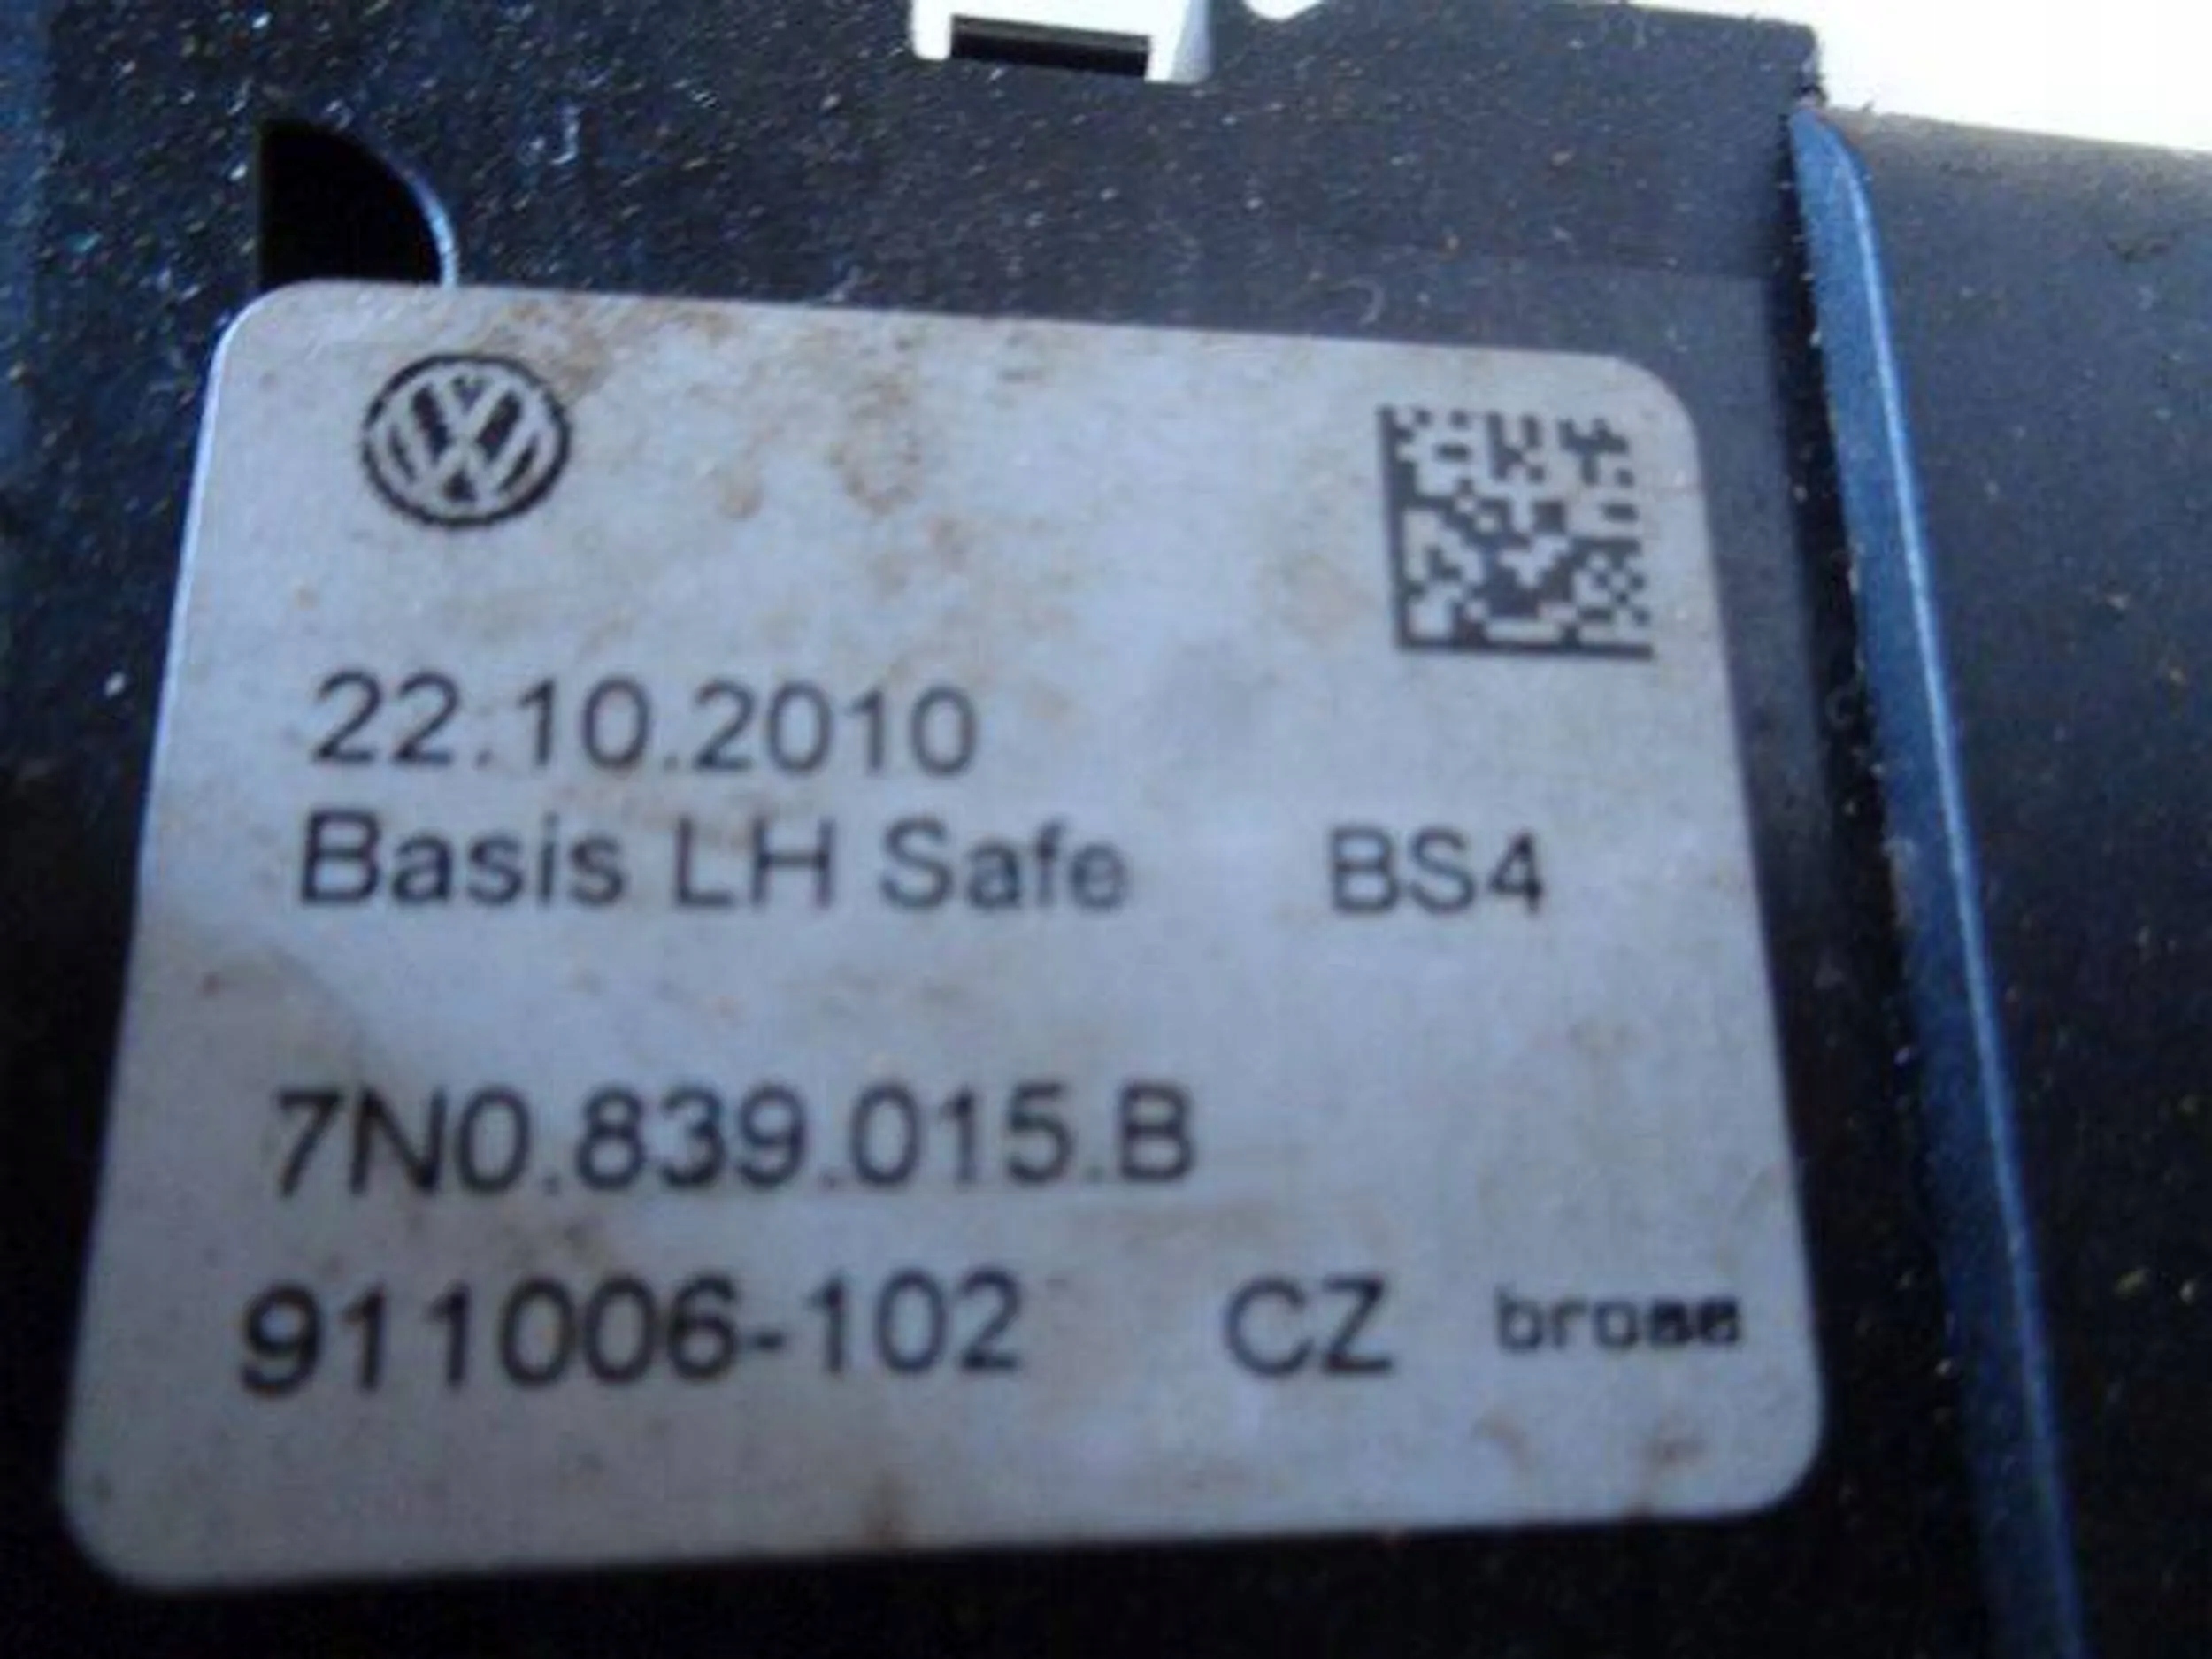 22.10.2010
Basis LH Safe BS4
7N0.839.015.B
911006-102 CZ brose